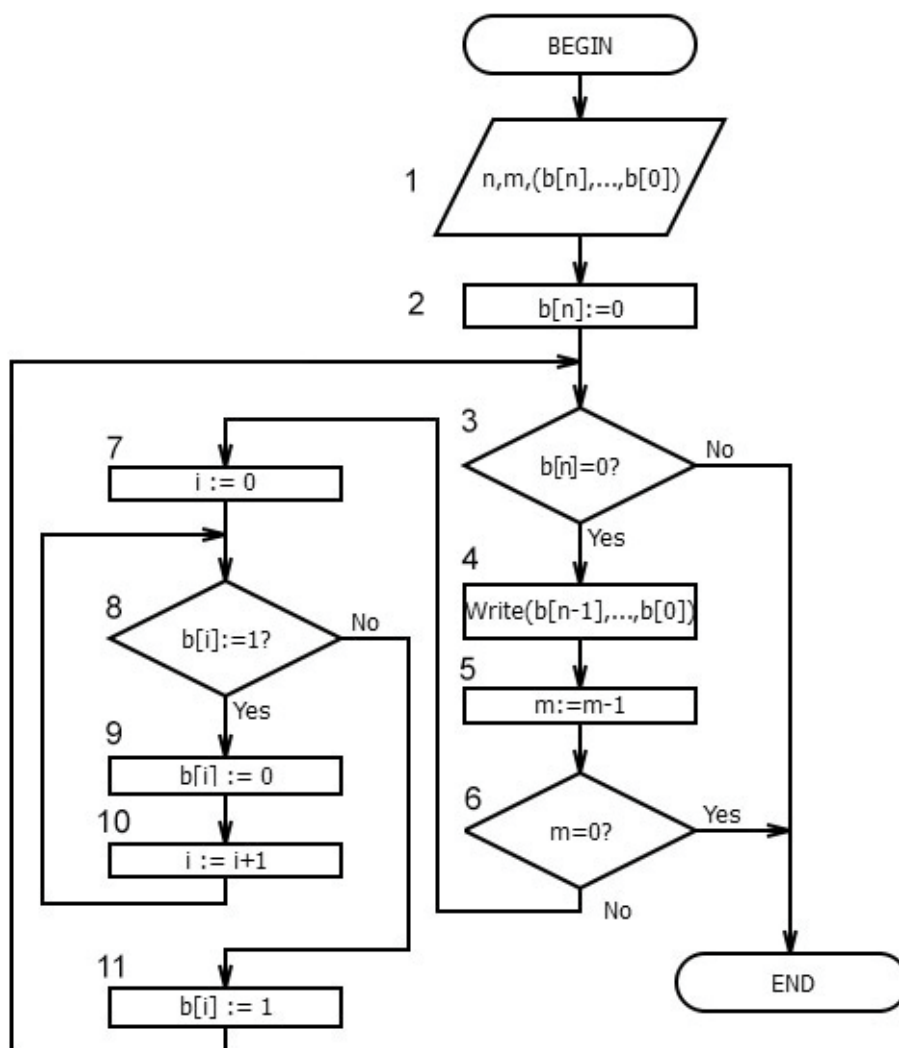 BEGIN
1
n,m,(b[n],...,b[0])
2
b[n]:=0
3
b[n]=0?
No
Yes
4
Write(b[n-1],...,b[0])
5
m:=m-1
6
m=0?
Yes
No
7
i := 0
8
b[i]:=1?
No
Yes
9
b[i] := 0
10
i := i+1
11
b[i] := 1
END